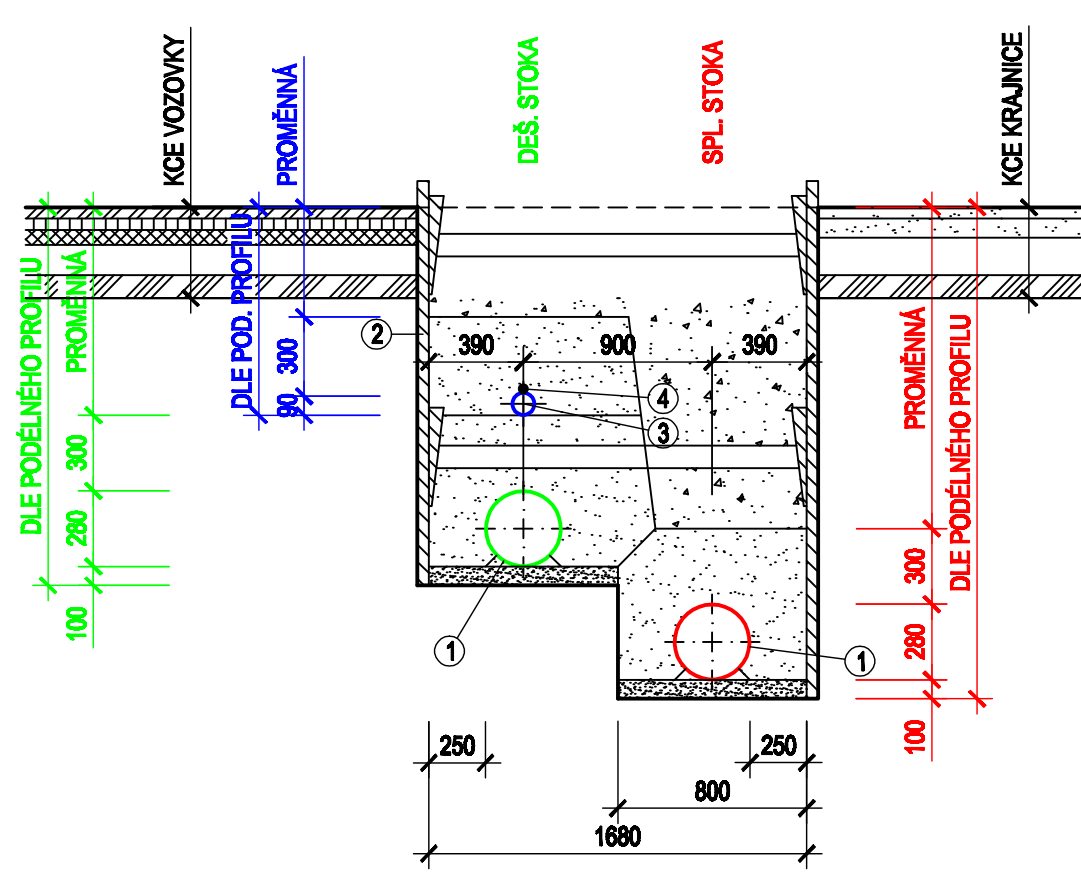 KCE VOZOVKY
PROMĚNNÁ
DEŠ. STOKA
SPL. STOKA
KCE KRAJNICE
DLE PODÉLNÉHO PROFILU
PROMĚNNÁ
300
280
100
DLE POD. PROFILU
300
90
2
390
900
390
4
3
1
1
PROMĚNNÁ
300
280
100
DLE PODÉLNÉHO PROFILU
250
250
800
1680